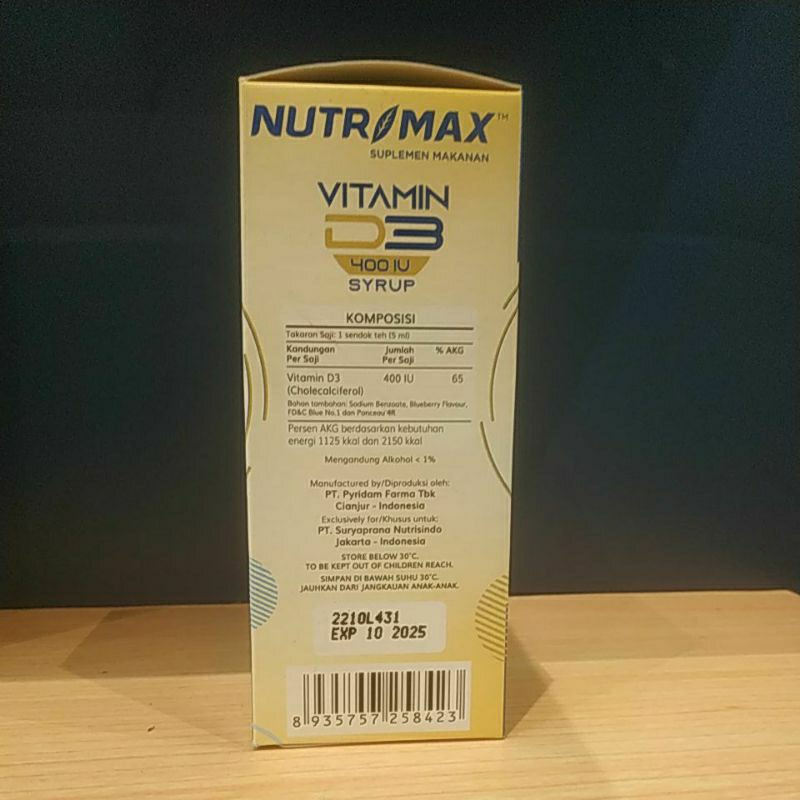 NUTRIMAX™
SUPLEMEN MAKANAN
VITAMIN
D3
400 IU
SYRUP
KOMPOSISI
Takaran Saji: 1 sendok teh (5 ml)
Kandungan Per Saji Jumlah Per Saji % AKG
Vitamin D3 400 IU 65
(Cholecalciferol)
Bahan tambahan: Sodium Benzoate, Blueberry Flavour,
FD&C Blue No.1 dan Ponceau 4R
Persen AKG berdasarkan kebutuhan
energi 1125 kkal dan 2150 kkal
Mengandung Alkohol < 1%
Manufactured by/Diproduksi oleh:
PT. Pyridam Farma Tbk
Cianjur - Indonesia
Exclusively for/Khusus untuk:
PT. Suryaprana Nutrisindo
Jakarta - Indonesia
STORE BELOW 30°C.
TO BE KEPT OUT OF CHILDREN REACH.
SIMPAN DI BAWAH SUHU 30°C.
JAUHKAN DARI JANGKAUAN ANAK-ANAK.
2210L431
EXP 10 2025
8 935757 258423